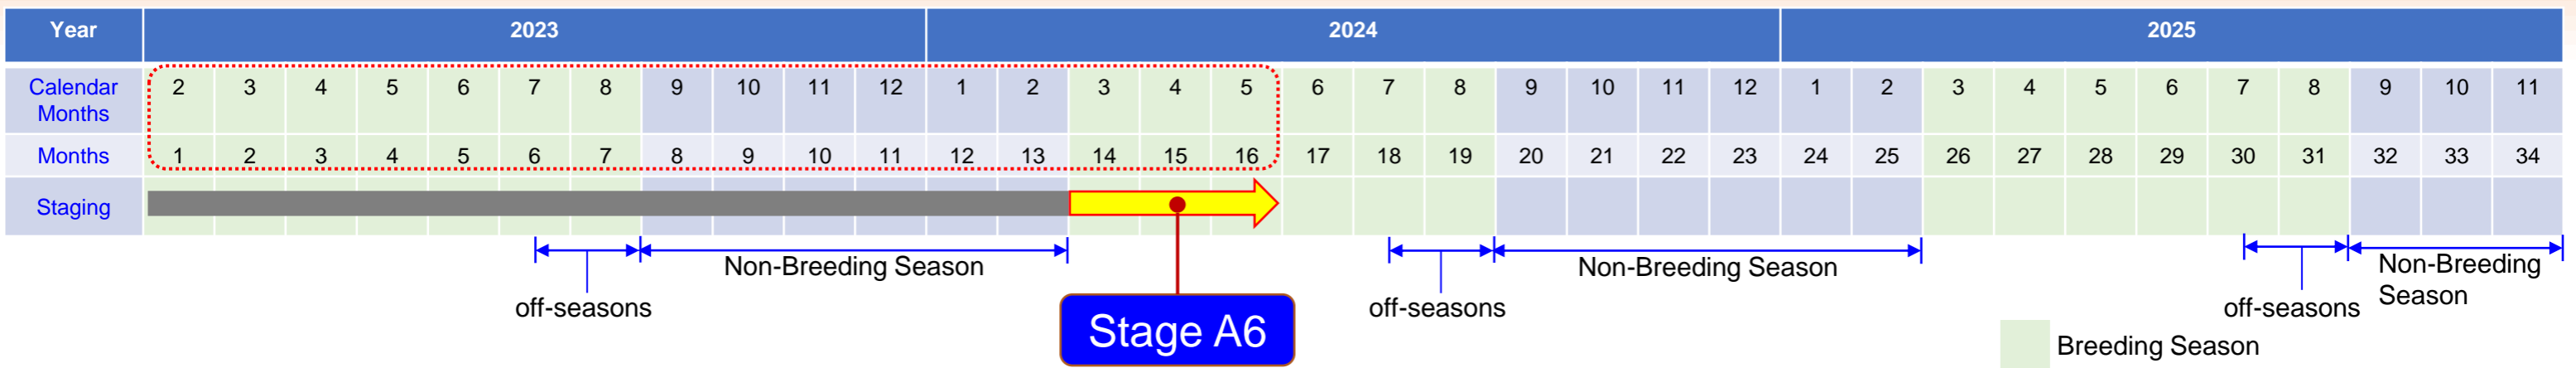 Year 2023 2024 2025
Calendar Months 2 3 4 5 6 7 8 9 10 11 12 1 2 3 4 5 6 7 8 9 10 11 12 1 2 3 4 5 6 7 8 9 10 11
Months 1 2 3 4 5 6 7 8 9 10 11 12 13 14 15 16 17 18 19 20 21 22 23 24 25 26 27 28 29 30 31 32 33 34
Staging
Non-Breeding Season Non-Breeding Season Non-Breeding
Season
off-seasons off-seasons off-seasons
Stage A6
Breeding Season